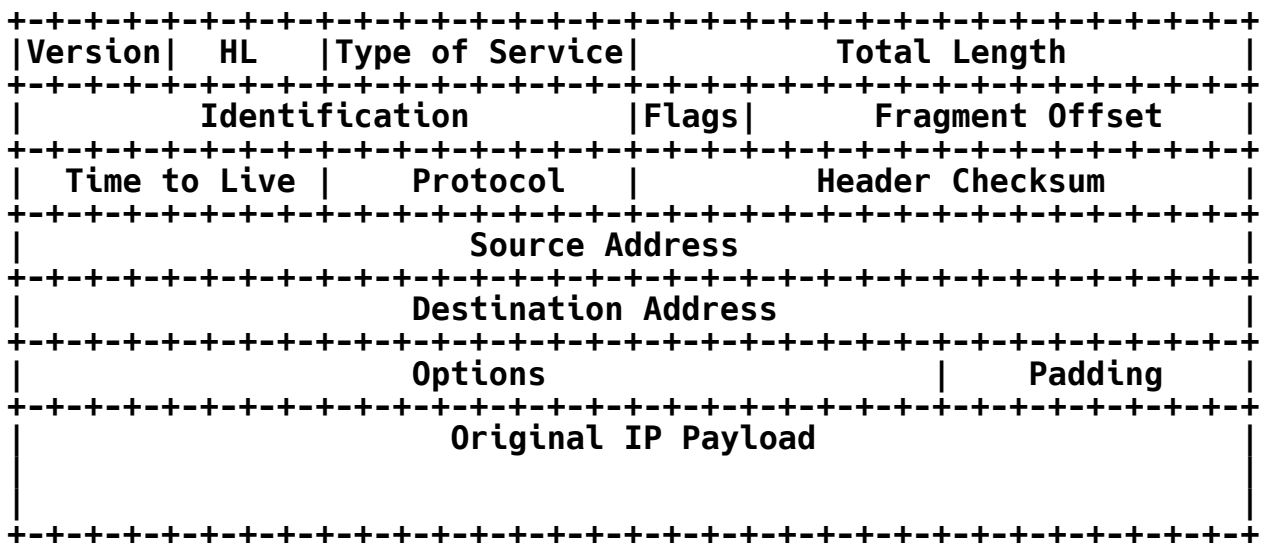 +-+-+-+-+-+-+-+-+-+-+-+-+-+-+-+-+-+-+-+-+-+-+-+-+-+-+-+-+-+-+-+-+
|Version|  HL   |Type of Service|          Total Length         |
+-+-+-+-+-+-+-+-+-+-+-+-+-+-+-+-+-+-+-+-+-+-+-+-+-+-+-+-+-+-+-+-+
|         Identification        |Flags|      Fragment Offset    |
+-+-+-+-+-+-+-+-+-+-+-+-+-+-+-+-+-+-+-+-+-+-+-+-+-+-+-+-+-+-+-+-+
|  Time to Live |    Protocol   |         Header Checksum       |
+-+-+-+-+-+-+-+-+-+-+-+-+-+-+-+-+-+-+-+-+-+-+-+-+-+-+-+-+-+-+-+-+
|                       Source Address                          |
+-+-+-+-+-+-+-+-+-+-+-+-+-+-+-+-+-+-+-+-+-+-+-+-+-+-+-+-+-+-+-+-+
|                    Destination Address                        |
+-+-+-+-+-+-+-+-+-+-+-+-+-+-+-+-+-+-+-+-+-+-+-+-+-+-+-+-+-+-+-+-+
|                    Options                    |    Padding    |
+-+-+-+-+-+-+-+-+-+-+-+-+-+-+-+-+-+-+-+-+-+-+-+-+-+-+-+-+-+-+-+-+
|                      Original IP Payload                      |
|                                                               |
|                                                               |
+-+-+-+-+-+-+-+-+-+-+-+-+-+-+-+-+-+-+-+-+-+-+-+-+-+-+-+-+-+-+-+-+